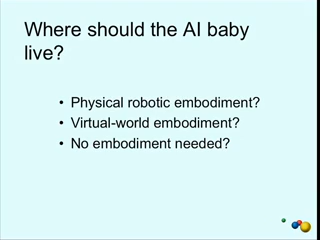 Where should the AI baby
live?
• Physical robotic embodiment?
• Virtual-world embodiment?
• No embodiment needed?